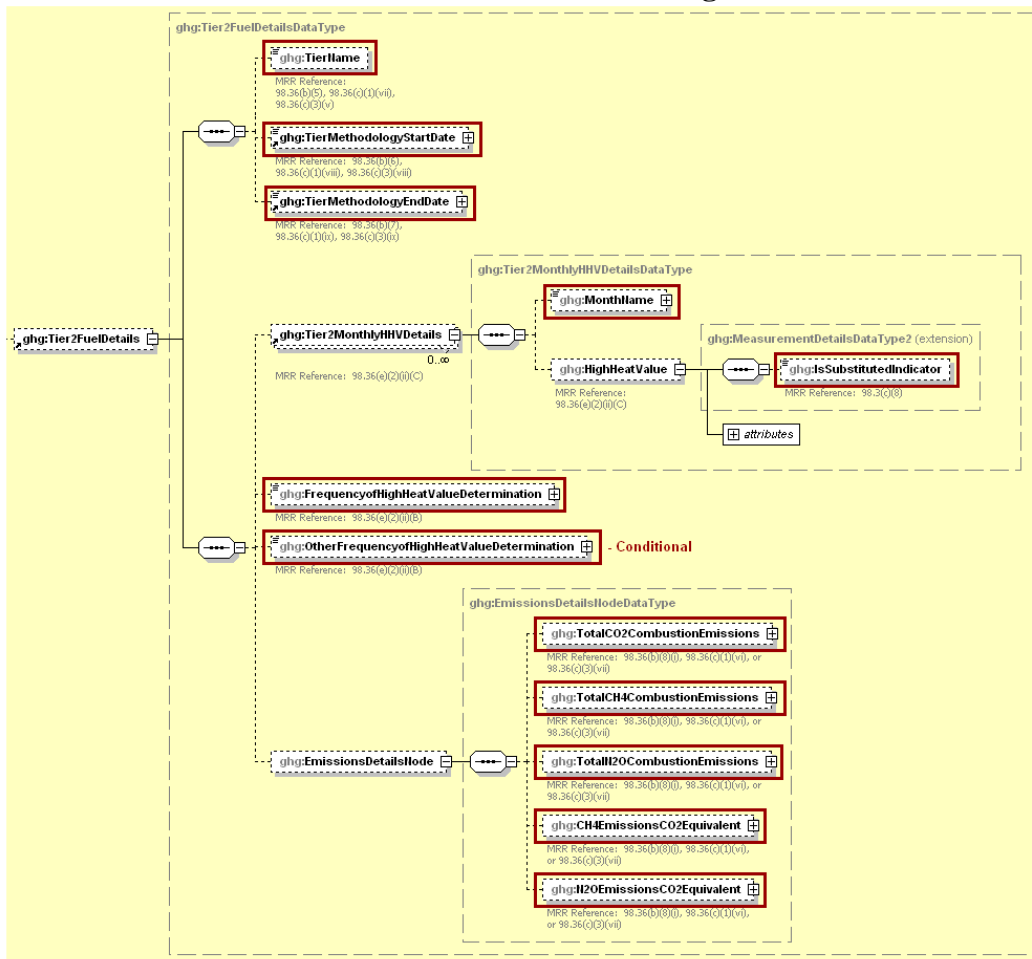 ghg:Tier2FuelDetailsDataType
ghg:TierName
MRR Reference:
98.36(b)(5), 98.36(c)(1)(vii),
98.36(c)(3)(v)
ghg:TierMethodologyStartDate
MRR Reference: 98.36(b)(6),
98.36(c)(1)(viii), 98.36(c)(3)(viii)
ghg:TierMethodologyEndDate
MRR Reference: 98.36(b)(7),
98.36(c)(1)(ix), 98.36(c)(3)(ix)
ghg:Tier2MonthlyHHVDetailsDataType
ghg:MonthName
ghg:Tier2FuelDetails
ghg:Tier2MonthlyHHVDetails
0..∞
MRR Reference: 98.36(e)(2)(ii)(C)
ghg:MeasurementDetailsDataType2 (extension)
ghg:HighHeatValue
MRR Reference:
98.36(e)(2)(ii)(C)
ghg:IsSubstitutedIndicator
MRR Reference: 98.3(c)(8)
attributes
ghg:FrequencyofHighHeatValueDetermination
MRR Reference: 98.36(e)(2)(ii)(B)
ghg:OtherFrequencyofHighHeatValueDetermination - Conditional
MRR Reference: 98.36(e)(2)(ii)(B)
ghg:EmissionsDetailsNodeDataType
ghg:TotalCO2CombustionEmissions
MRR Reference: 98.36(b)(8)(i), 98.36(c)(1)(vi), or
98.36(c)(3)(vii)
ghg:TotalCH4CombustionEmissions
MRR Reference: 98.36(b)(8)(i), 98.36(c)(1)(vi), or
98.36(c)(3)(vii)
ghg:EmissionsDetailsNode
ghg:TotalN2OCombustionEmissions
MRR Reference: 98.36(b)(8)(i), 98.36(c)(1)(vi), or
98.36(c)(3)(vii)
ghg:CH4EmissionsCO2Equivalent
MRR Reference: 98.36(b)(8)(i), 98.36(c)(1)(vi),
or 98.36(c)(3)(vii)
ghg:N2OEmissionsCO2Equivalent
MRR Reference: 98.36(b)(8)(i), 98.36(c)(1)(vi),
or 98.36(c)(3)(vii)